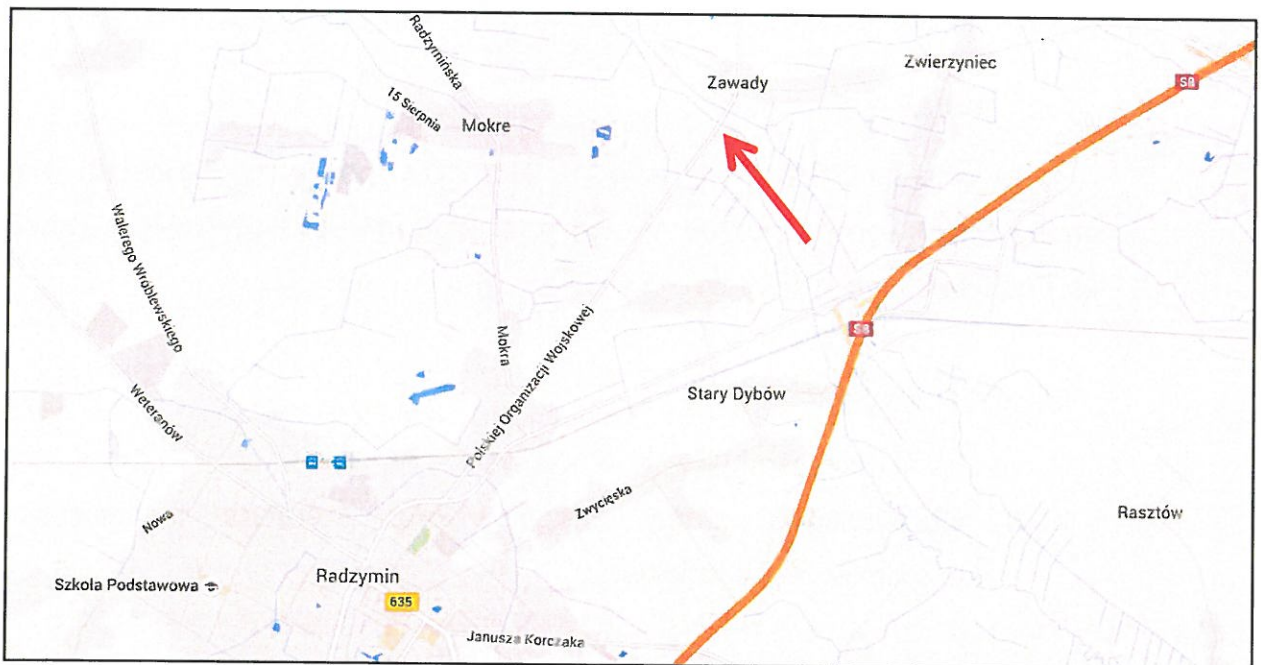 Radzymińska
15 Sierpnia
Mokre
Zawady
Zwierzyniec
S8
Walerego Wróblewskiego
Mokra
Polskiej Organizacji Wojskowej
S8
Stary Dybów
Weteranów
Nowa
Zwycięska
Rasztów
Szkoła Podstawowa
Radzymin
635
Janusza Korczaka